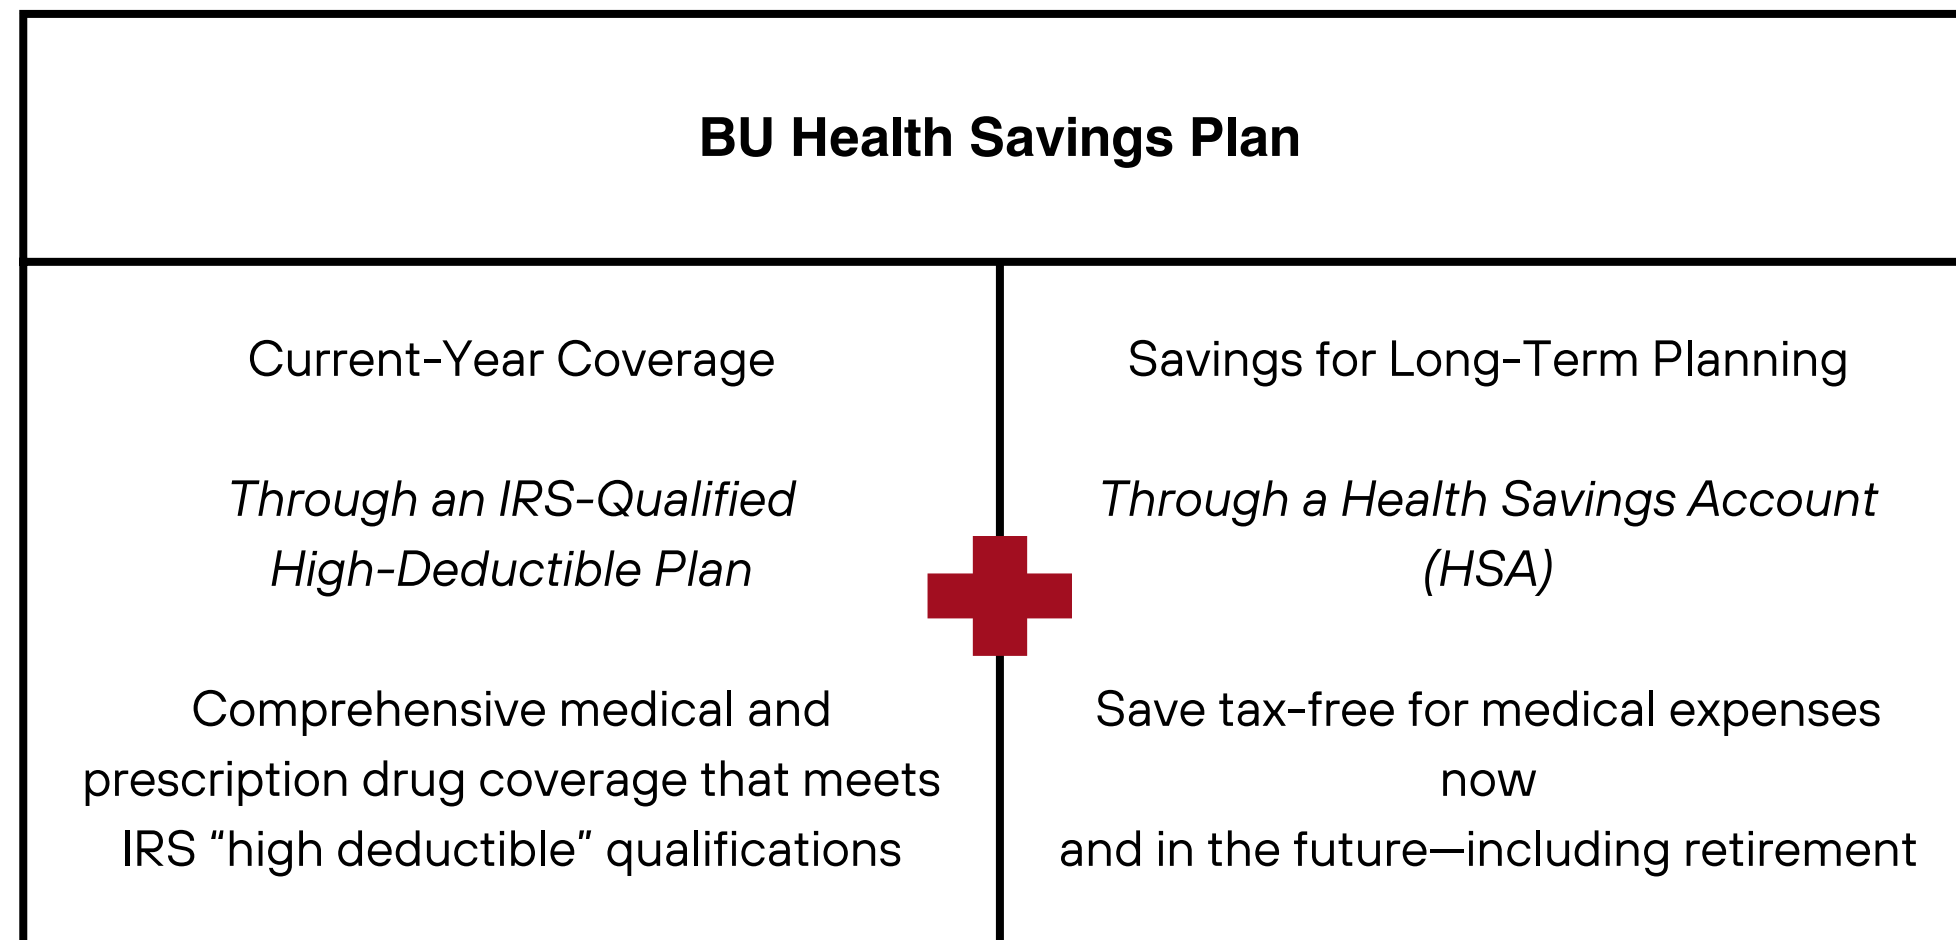 BU Health Savings Plan
Current-Year Coverage
Through an IRS-Qualified
High-Deductible Plan
Comprehensive medical and
prescription drug coverage that meets
IRS “high deductible” qualifications
Savings for Long-Term Planning
Through a Health Savings Account
(HSA)
Save tax-free for medical expenses
now
and in the future—including retirement